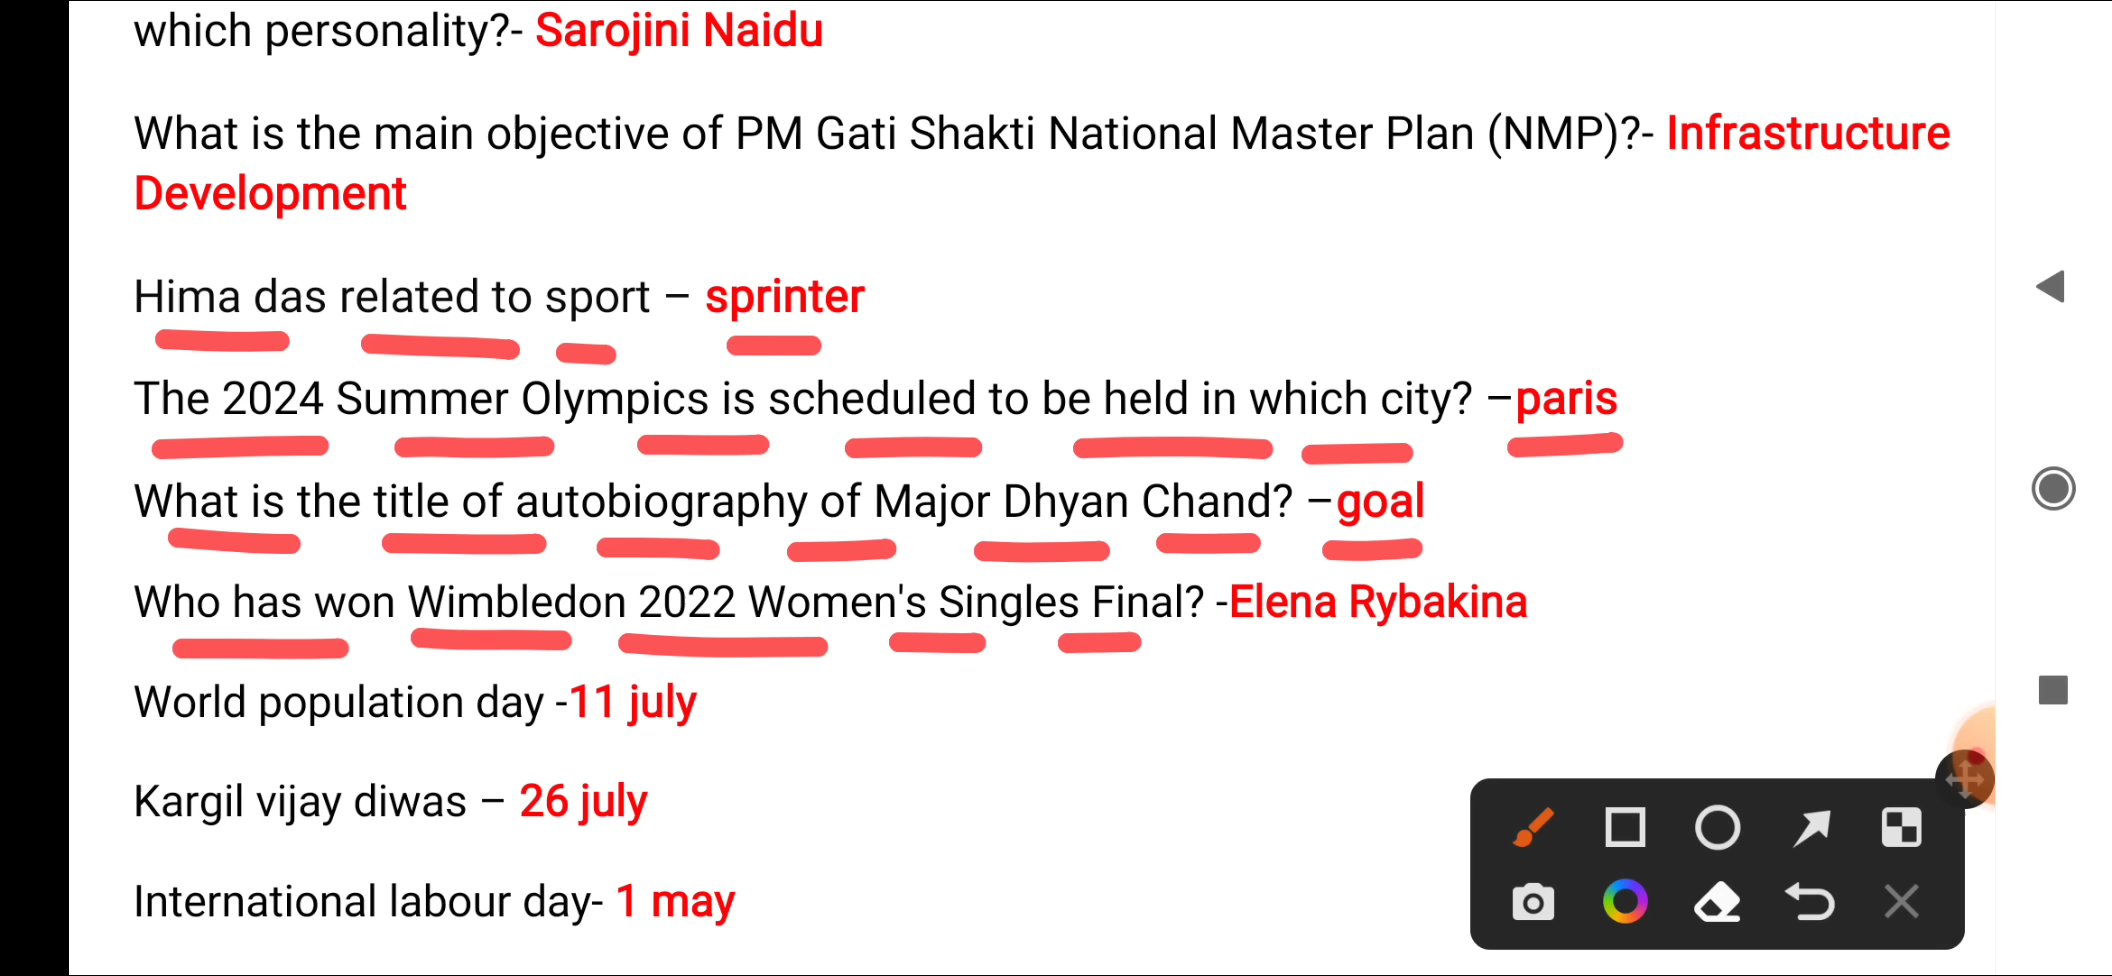 which personality?- Sarojini Naidu
What is the main objective of PM Gati Shakti National Master Plan (NMP)?- Infrastructure
Development
Hima das related to sport – sprinter
The 2024 Summer Olympics is scheduled to be held in which city? –paris
What is the title of autobiography of Major Dhyan Chand? –goal
Who has won Wimbledon 2022 Women's Singles Final? -Elena Rybakina
World population day -11 july
Kargil vijay diwas – 26 july
International labour day- 1 may